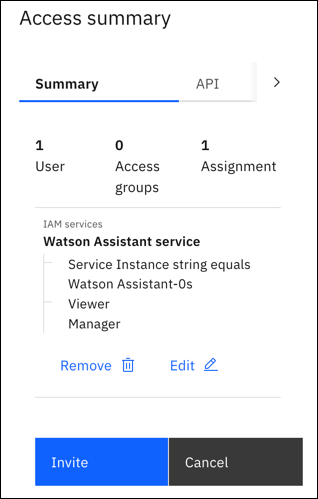 Access summary
Summary
API
1
0
1
User
Access
groups
Assignment
IAM services
Watson Assistant service
Service Instance string equals
Watson Assistant-0s
Viewer
Manager
Remove
Edit
Invite
Cancel